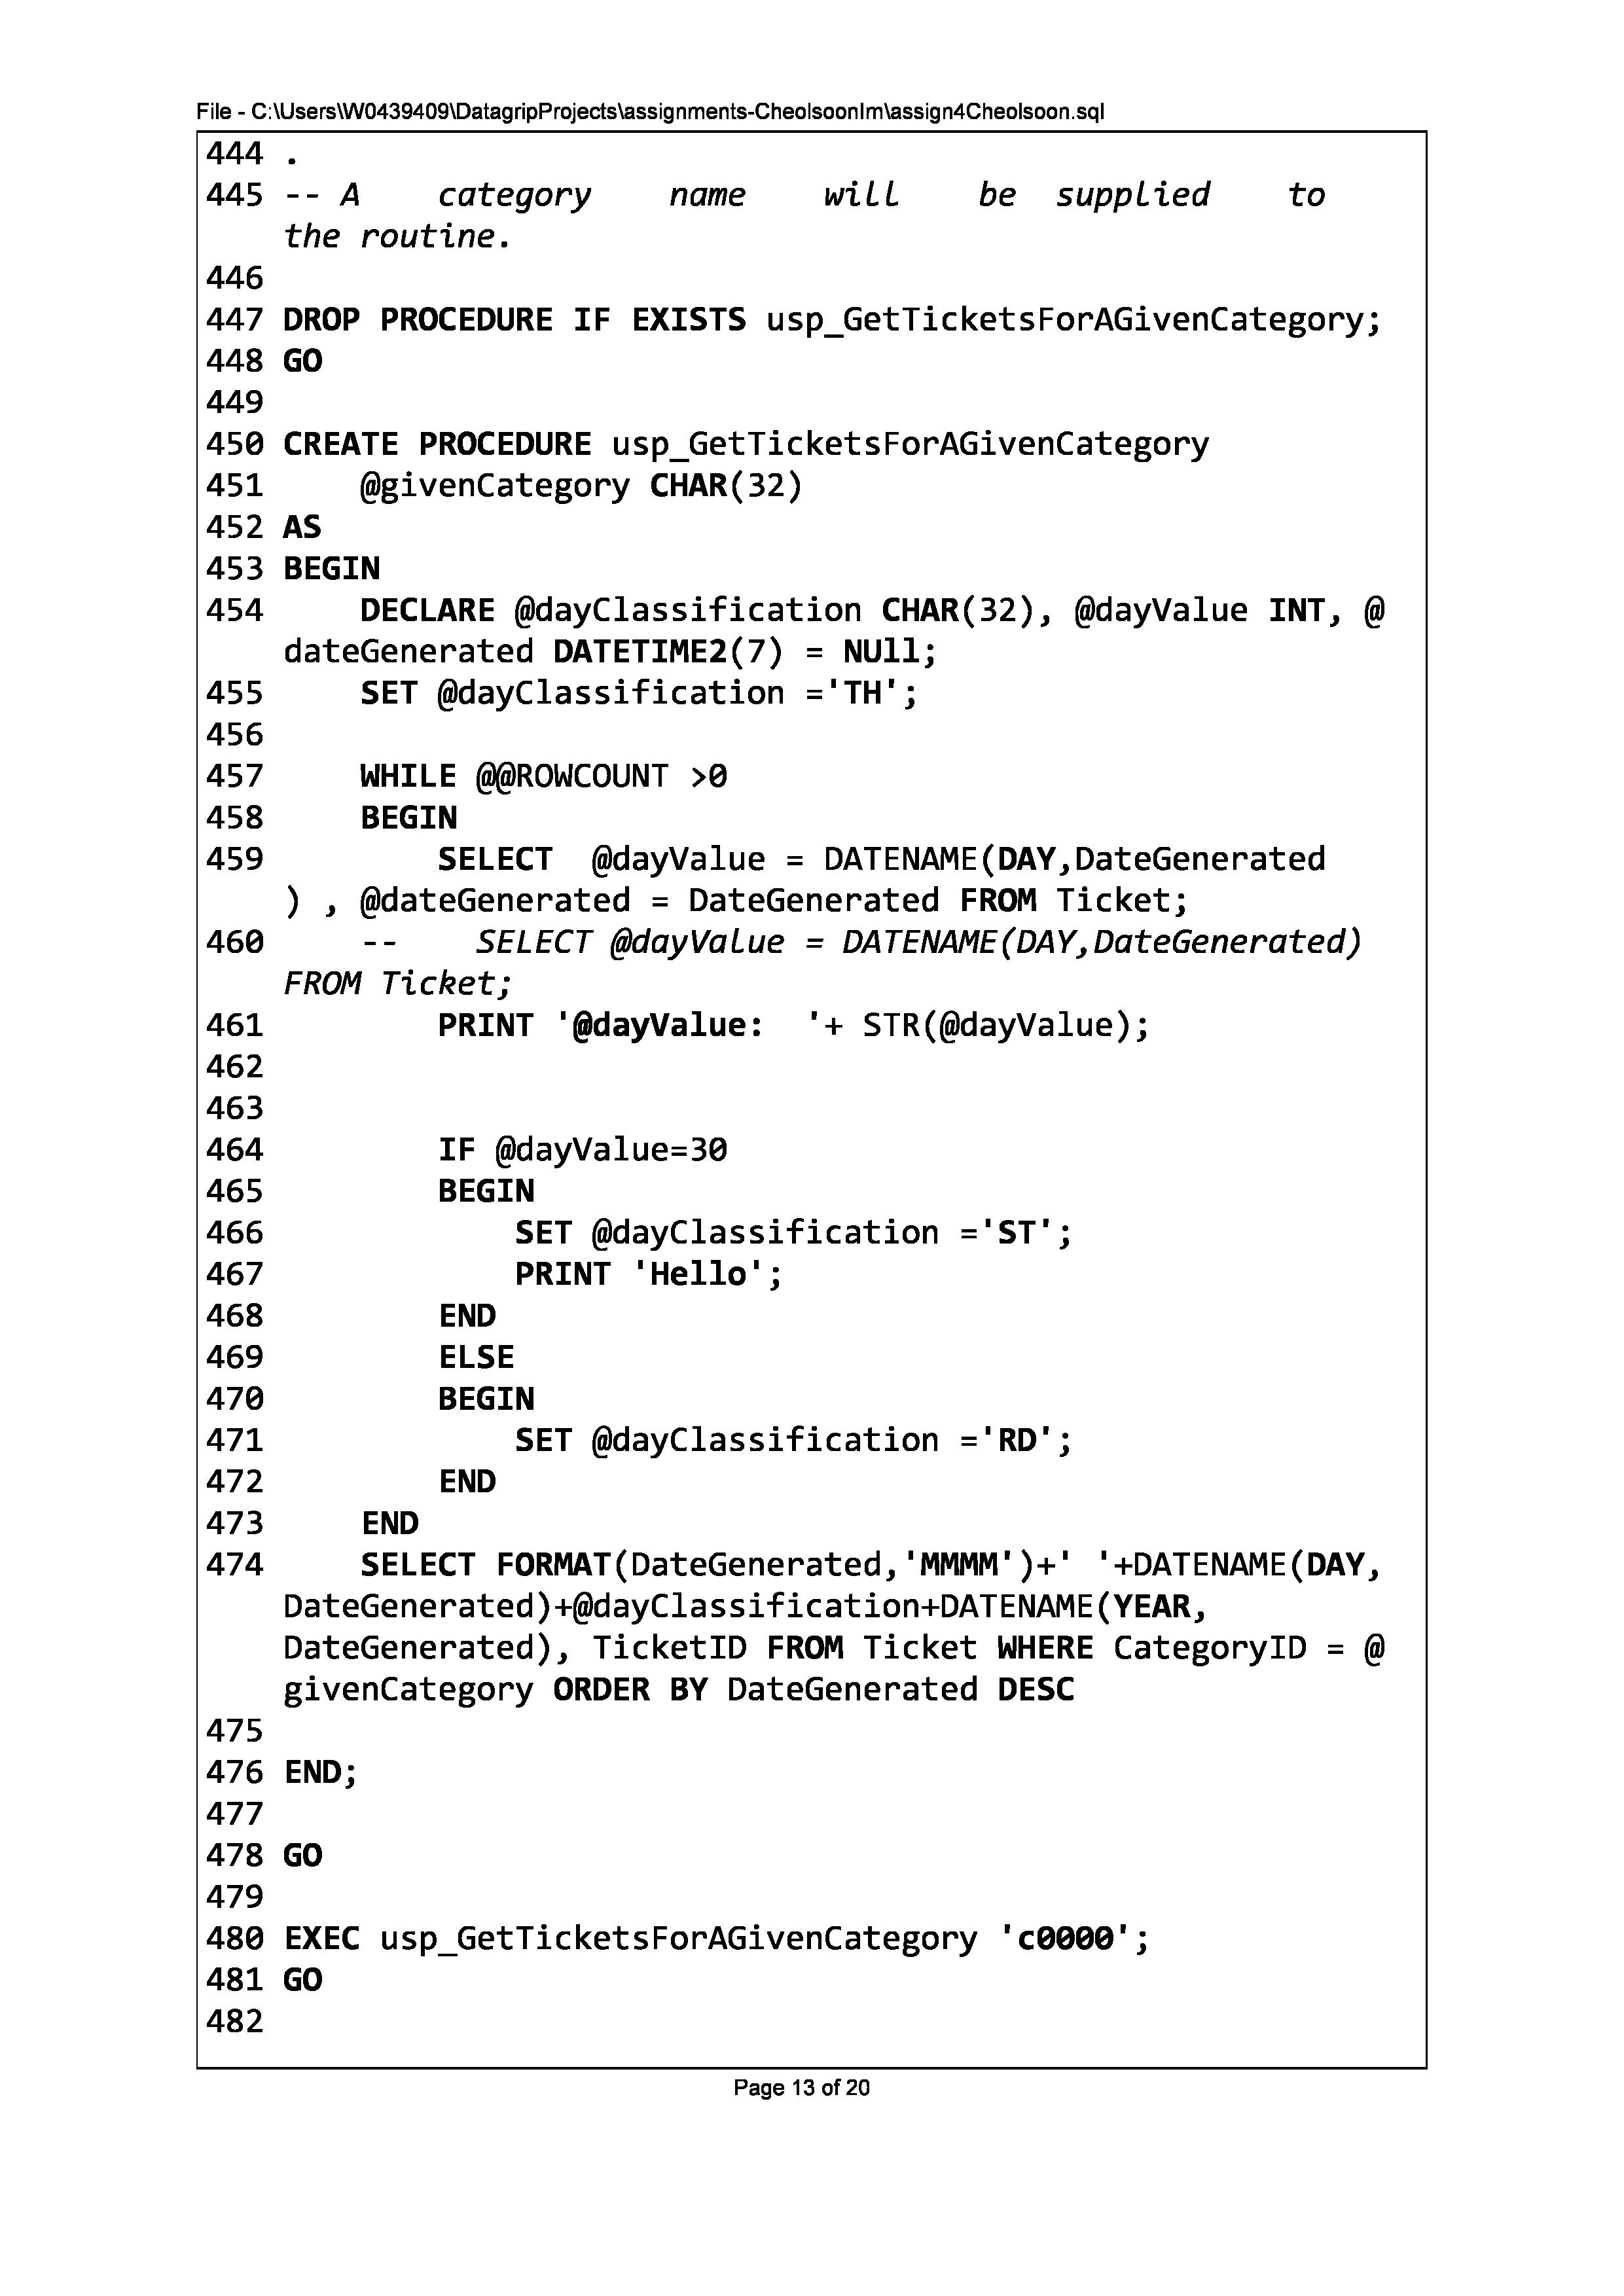 File - C:\Users\W0439409\DatagripProjects\assignments-CheolsoonIm\assign4Cheolsoon.sql
444 .
445 -- A    category    name    will    be  supplied    to
the routine.
446
447 DROP PROCEDURE IF EXISTS usp_GetTicketsForAGivenCategory;
448 GO
449
450 CREATE PROCEDURE usp_GetTicketsForAGivenCategory
451     @givenCategory CHAR(32)
452 AS
453 BEGIN
454     DECLARE @dayClassification CHAR(32), @dayValue INT, @
dateGenerated DATETIME2(7) = NUll;
455     SET @dayClassification ='TH';
456
457     WHILE @@ROWCOUNT >0
458     BEGIN
459         SELECT  @dayValue = DATENAME(DAY,DateGenerated
) , @dateGenerated = DateGenerated FROM Ticket;
460     --    SELECT @dayValue = DATENAME(DAY,DateGenerated)
FROM Ticket;
461         PRINT '@dayValue:  '+ STR(@dayValue);
462
463
464         IF @dayValue=30
465         BEGIN
466             SET @dayClassification ='ST';
467             PRINT 'Hello';
468         END
469         ELSE
470         BEGIN
471             SET @dayClassification ='RD';
472         END
473     END
474     SELECT FORMAT(DateGenerated,'MMMM')+' '+DATENAME(DAY,
DateGenerated)+@dayClassification+DATENAME(YEAR,
DateGenerated), TicketID FROM Ticket WHERE CategoryID = @
givenCategory ORDER BY DateGenerated DESC
475
476 END;
477
478 GO
479
480 EXEC usp_GetTicketsForAGivenCategory 'c0000';
481 GO
482
Page 13 of 20